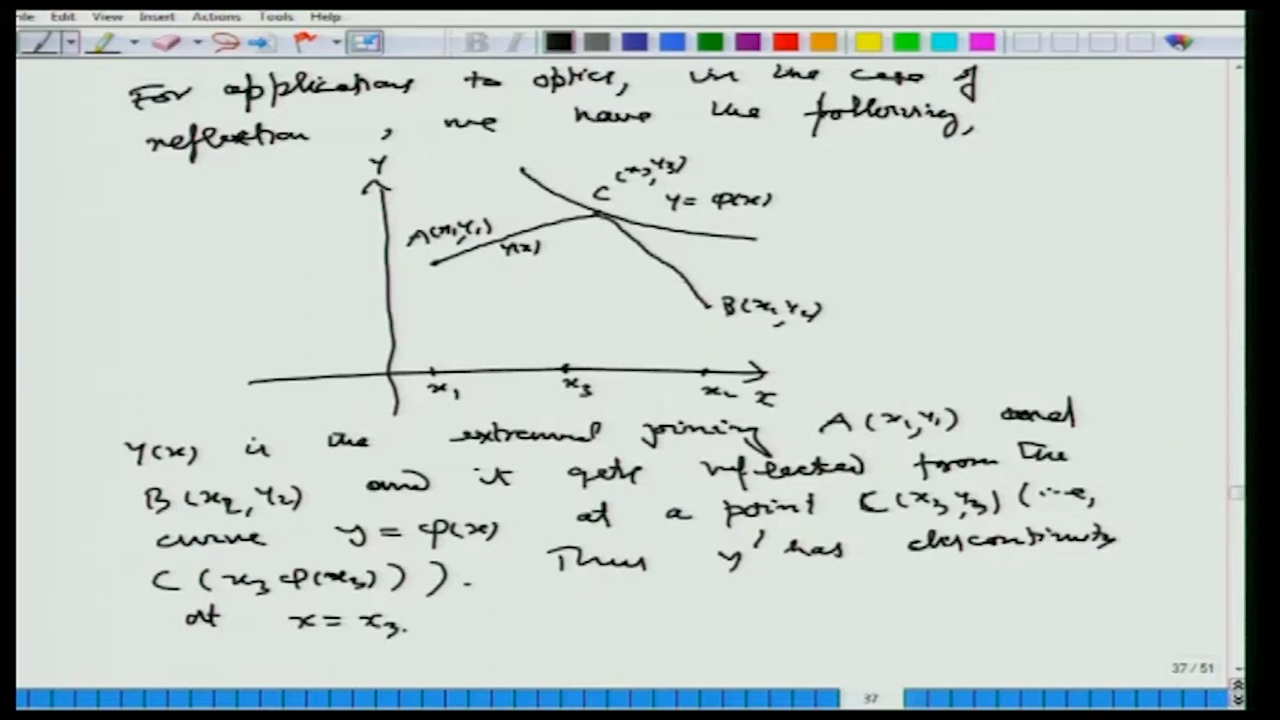 File Edit View Insert Actions Tools Help
For applications to optics, in the case of
reflection, we have the following,
Y
C (x3, y3)
y = φ(x)
A(x1, y1)
y(x)
B(x2, y2)
x1 x3 x2 x
y(x) is the extremal joining A(x1, y1) and
B(x2, y2) and it gets reflected from the
curve y = φ(x) at a point C(x3, y3) (i.e,
C(x3 φ(x3))). Thus y' has discontinuity
at x = x3.
37 / 51
37